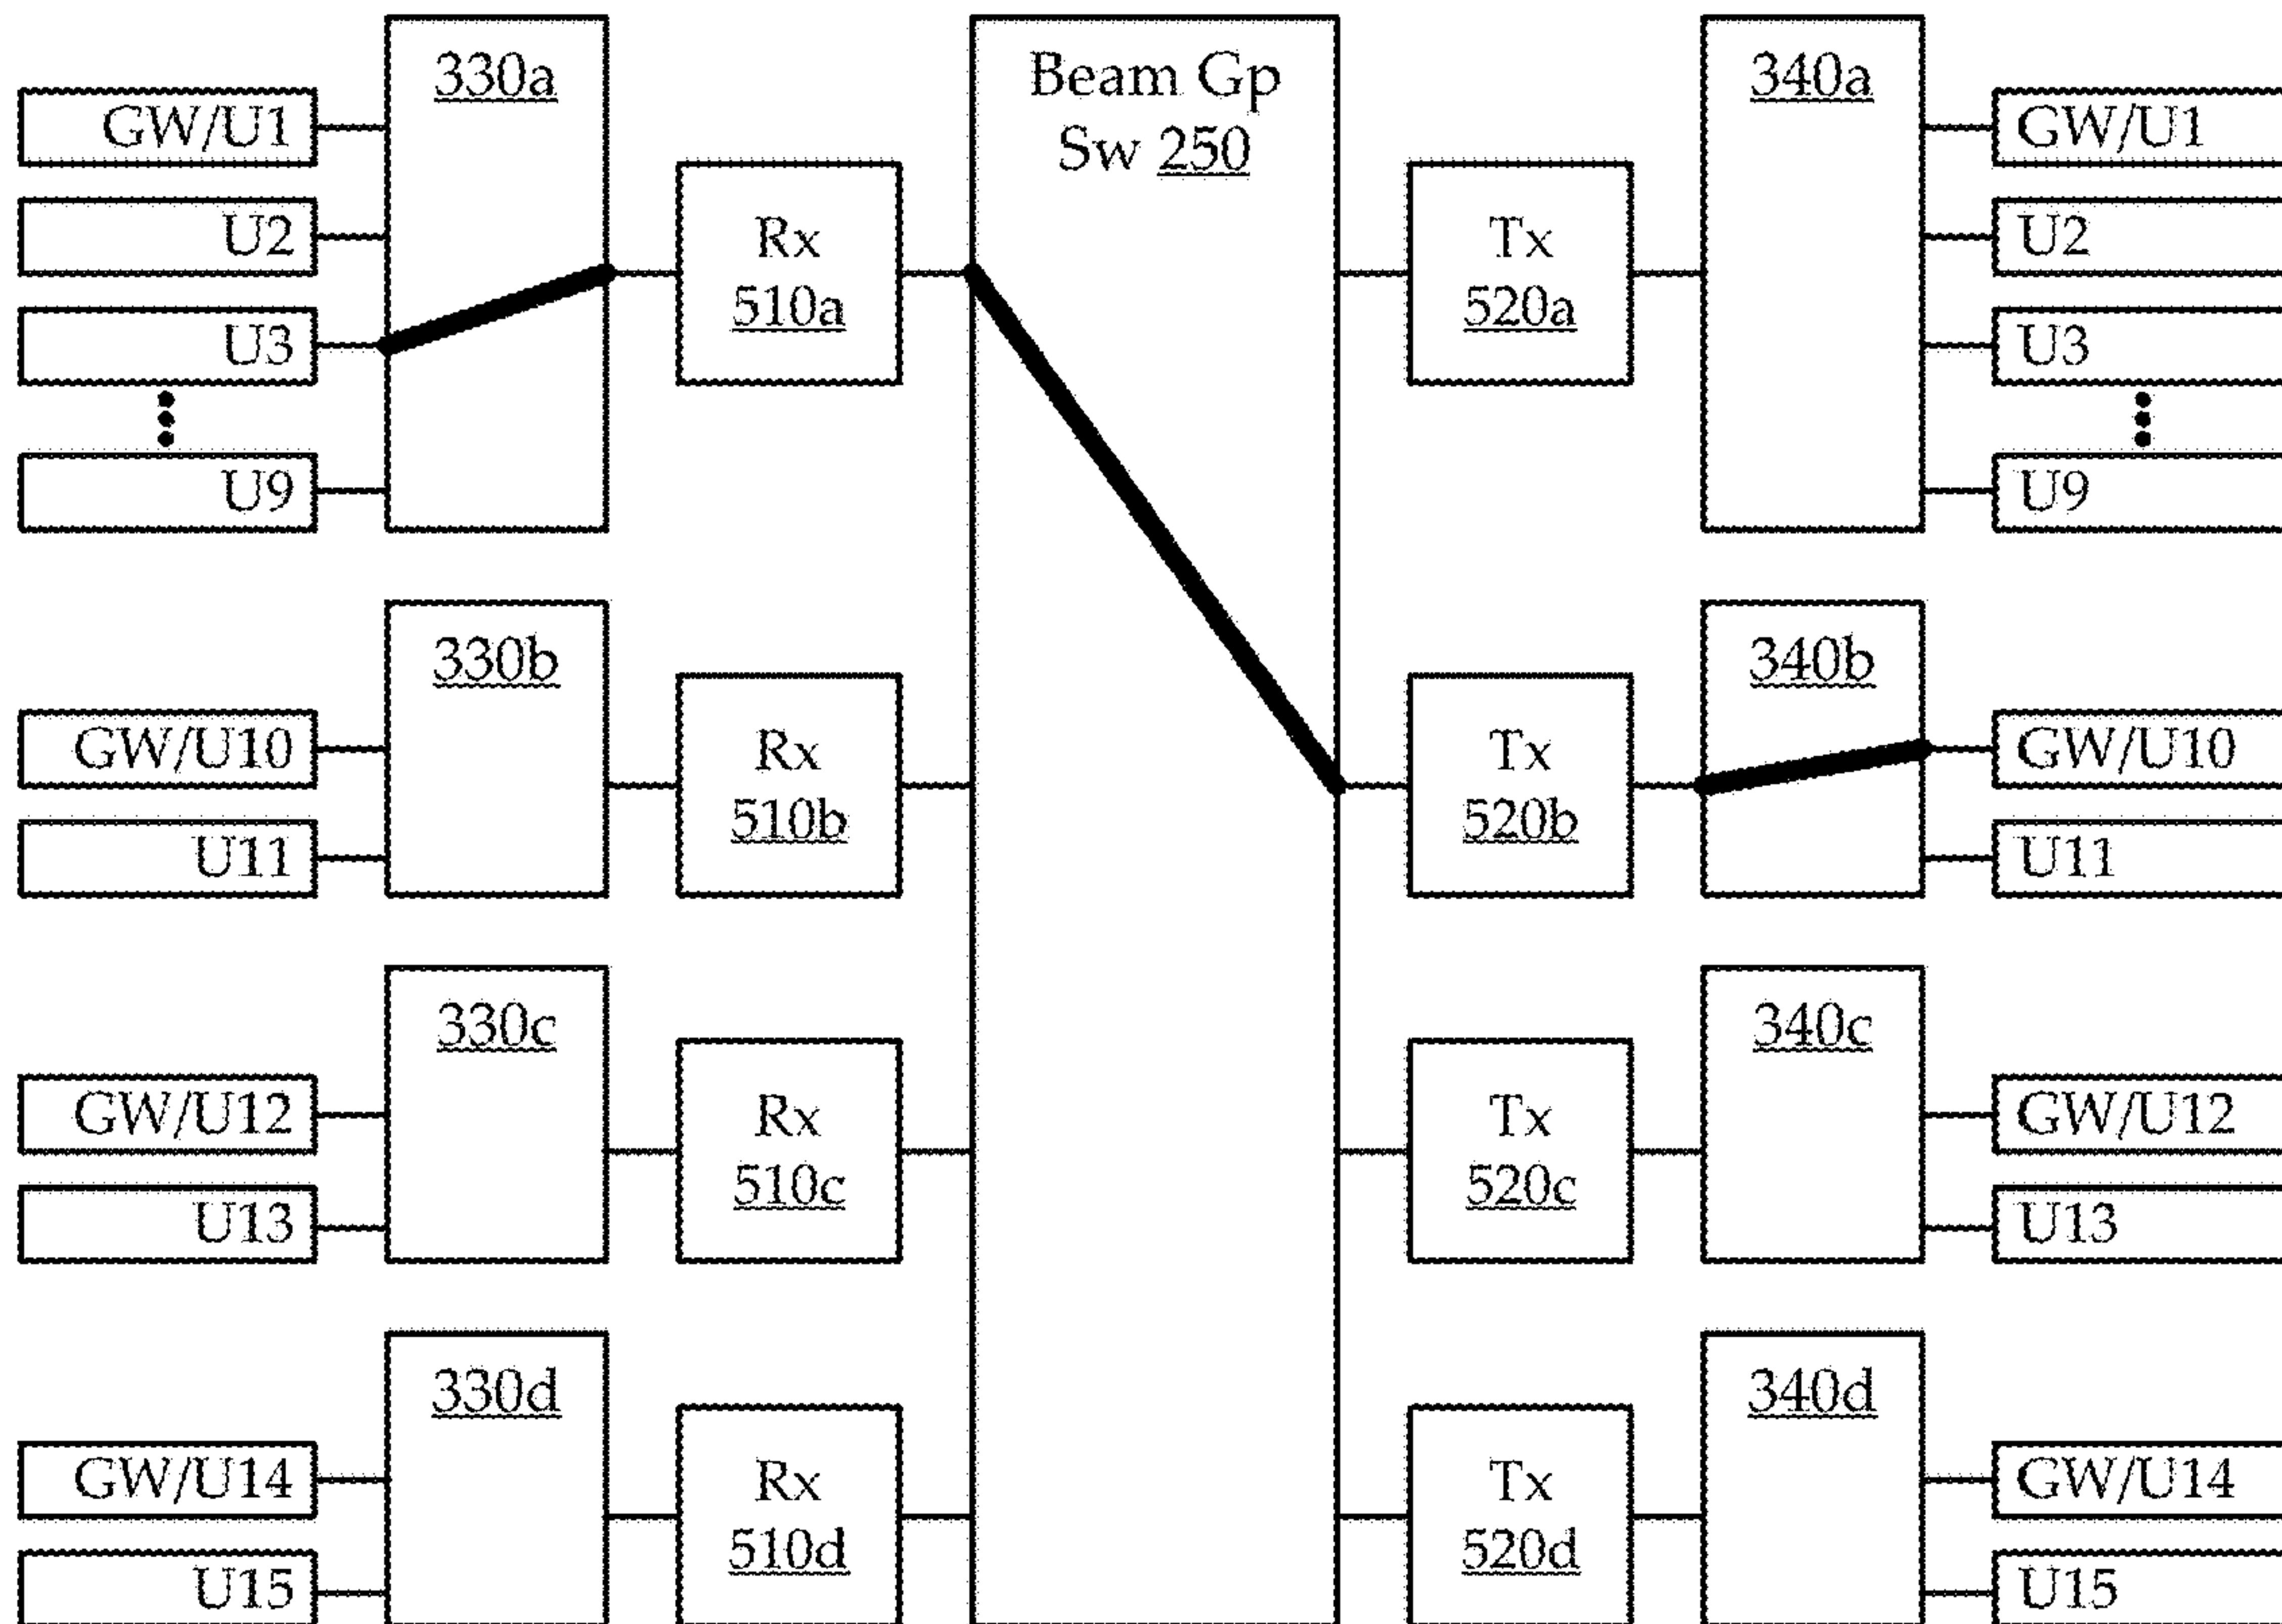 330a
Beam Gp
Sw 250
340a
GW/U1
GW/U1
U2
Rx
510a
Tx
520a
U2
U3
U3
U9
U9
330b
340b
GW/U10
Rx
510b
Tx
520b
GW/U10
U11
U11
330c
340c
GW/U12
Rx
510c
Tx
520c
GW/U12
U13
U13
330d
340d
GW/U14
Rx
510d
Tx
520d
GW/U14
U15
U15